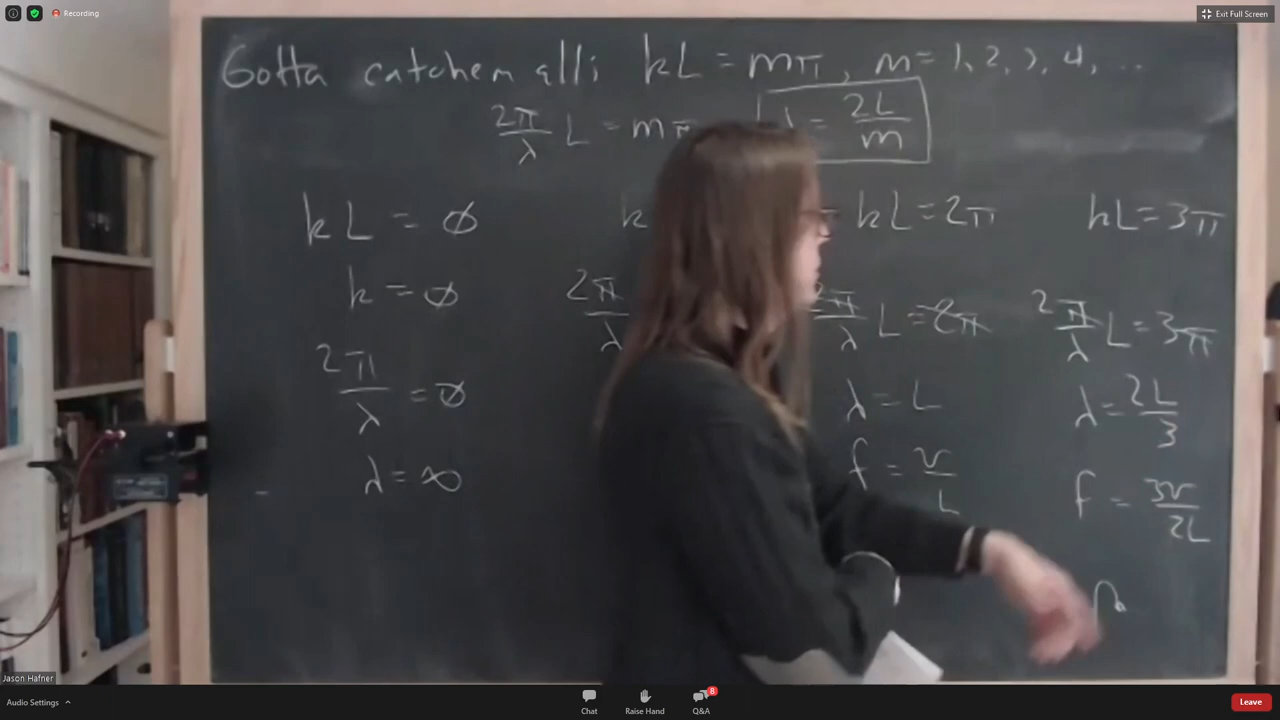 Recording
Exit Full Screen
Gotta catchem all: kL = mπ, m = 1, 2, 3, 4, ...
2π/λ L = mπ
λ = 2L/m
kL = ∅
k
kL = 2π
kL = 3π
k = ∅
2π/λ
2π/λ L = 2π
2π/λ L = 3π
2π/λ = ∅
λ = L
λ = 2L/3
λ = ∞
f = v/L
f = 3v/2L
Jason Hafner
Audio Settings
Chat
Raise Hand
Q&A
8
Leave